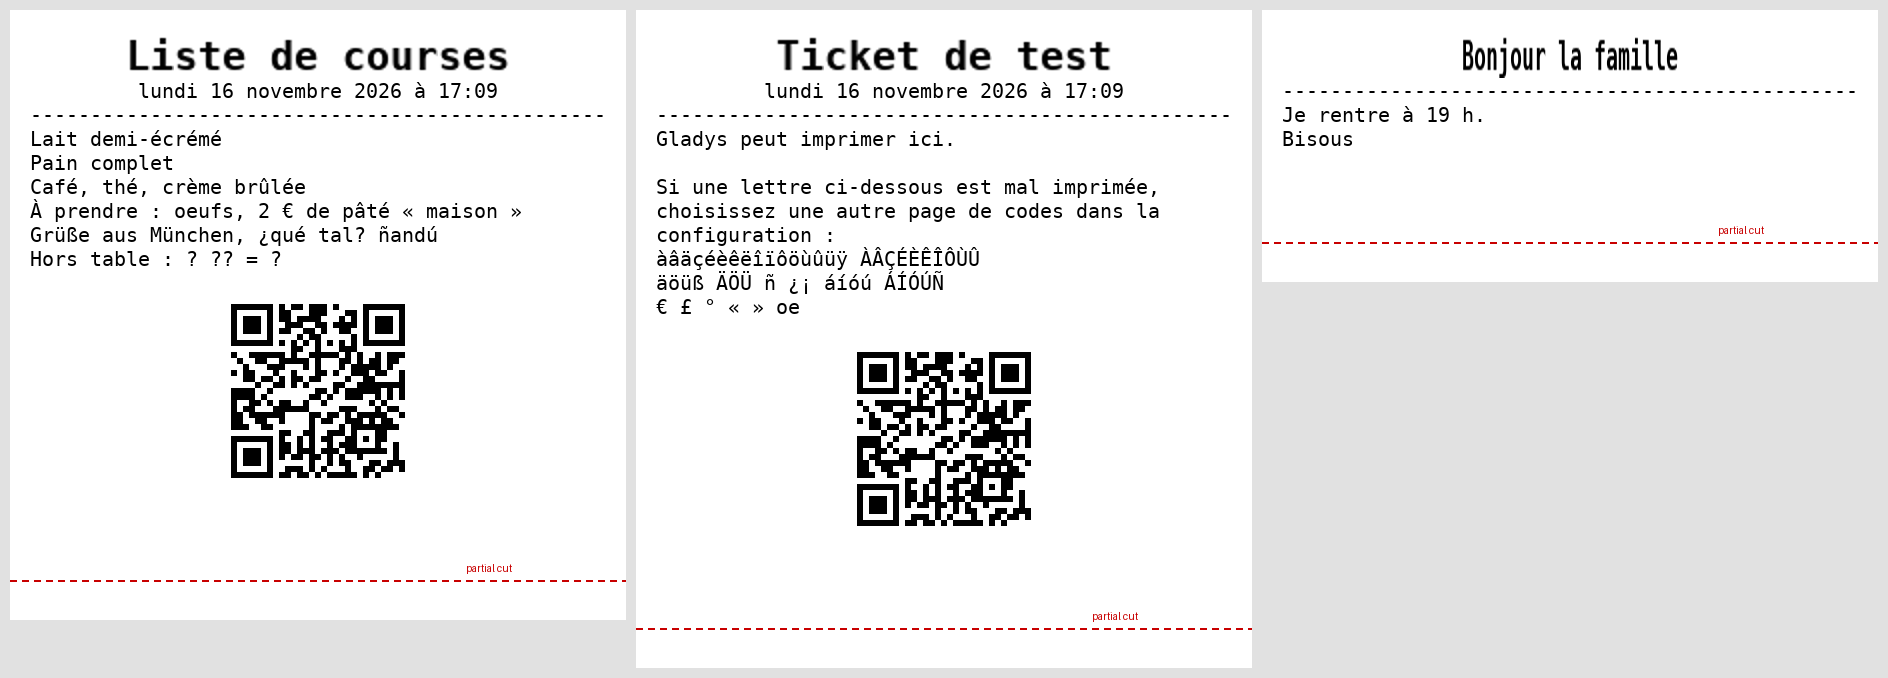 Liste de courses
lundi 16 novembre 2026 à 17:09
------------------------------------------------
Lait demi-écrémé
Pain complet
Café, thé, crème brûlée
À prendre : oeufs, 2 € de pâté « maison »
Grüße aus München, ¿qué tal? ñandú
Hors table : ? ?? = ?
partial cut
Ticket de test
lundi 16 novembre 2026 à 17:09
------------------------------------------------
Gladys peut imprimer ici.
Si une lettre ci-dessous est mal imprimée,
choisissez une autre page de codes dans la
configuration :
àâäçéèêëîïôöùûüÿ ÀÂÇÉÈÊÎÔÙÛ
äöüß ÄÖÜ ñ ¿¡ áíóú ÁÍÓÚÑ
€ £ ° « » oe
partial cut
Bonjour la famille
------------------------------------------------
Je rentre à 19 h.
Bisous
partial cut